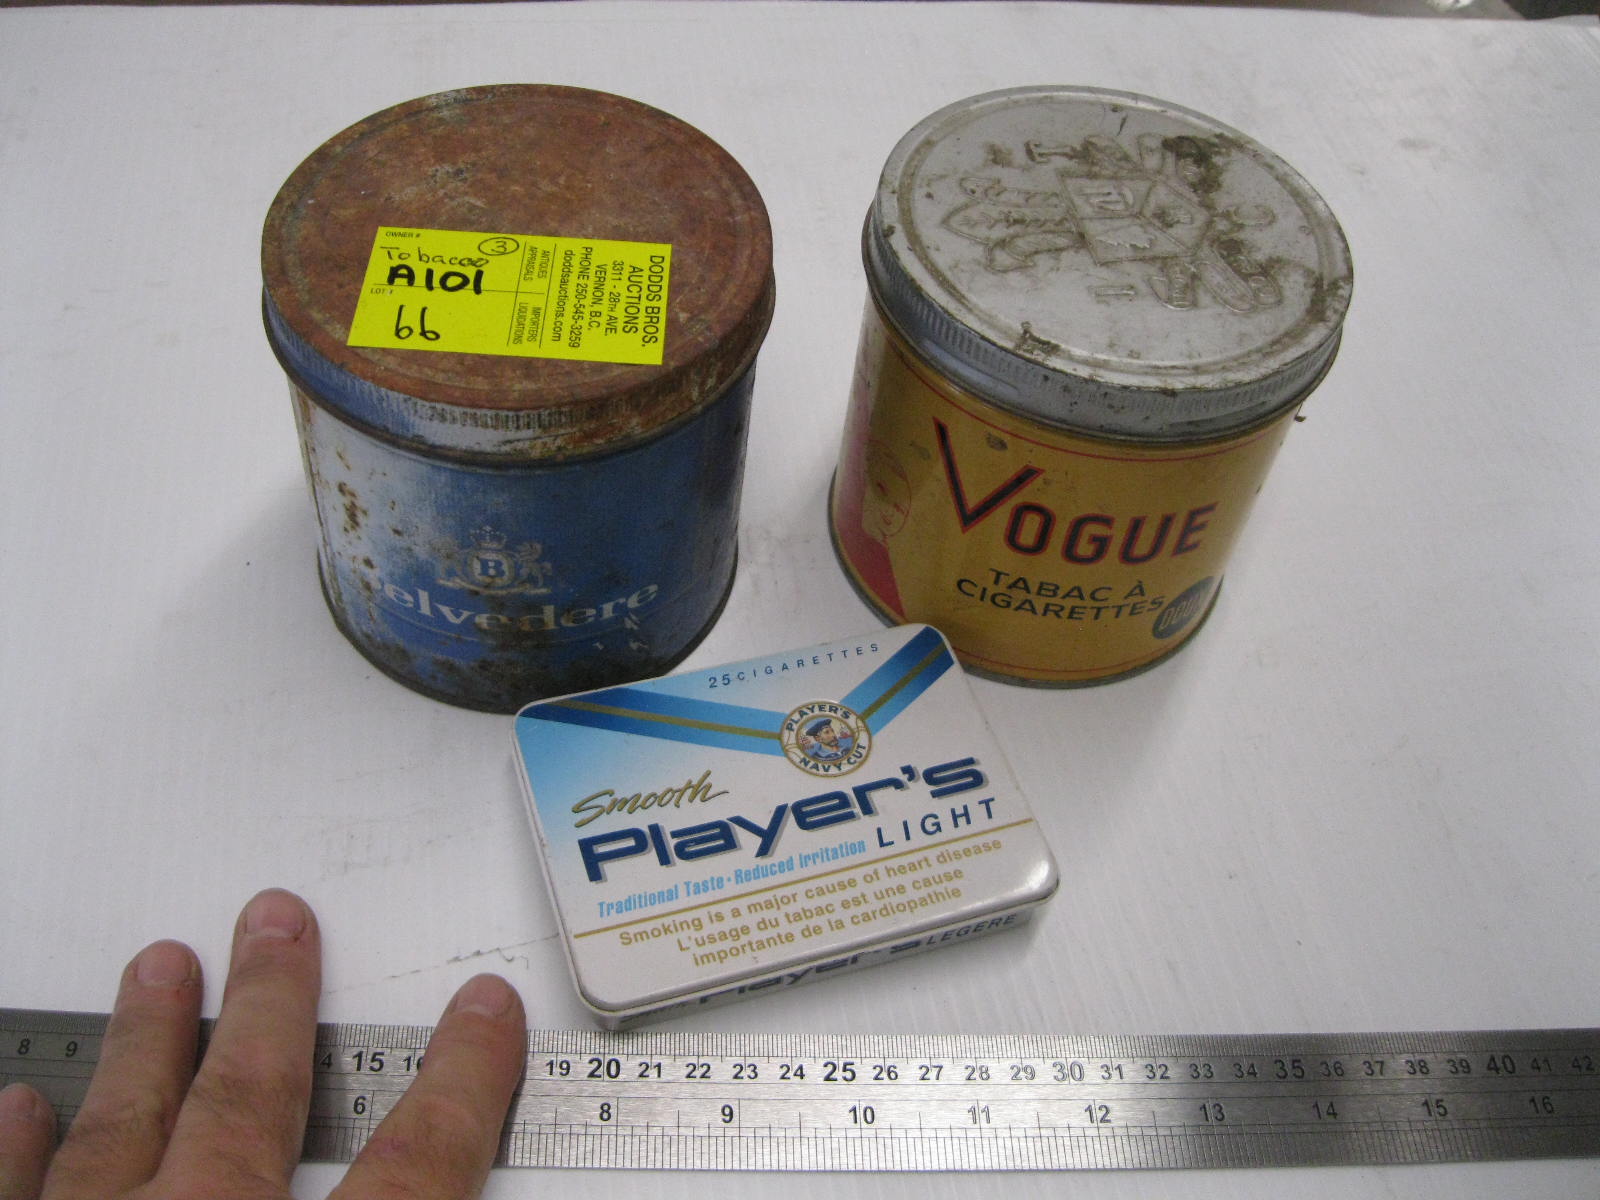 OWNER #
Tobacco
3
A101
LOT #
66
ANTIQUES
APPRAISALS
IMPORTERS
LIQUIDATIONS
DODDS BROS.
AUCTIONS
3311 - 28TH AVE.
VERNON, B.C.
PHONE 250-545-3259
doddsauctions.com
B
Belvedere
VOGUE
TABAC À
CIGARETTES
25 CIGARETTES
PLAYER'S
NAVY CUT
Smooth
Player's
LIGHT
Traditional Taste • Reduced Irritation
Smoking is a major cause of heart disease
L'usage du tabac est une cause
importante de la cardiopathie
Player's LÉGÈRE
8 9 15 19 20 21 22 23 24 25 26 27 28 29 30 31 32 33 34 35 36 37 38 39 40 41 42
6 8 9 10 11 12 13 14 15 16